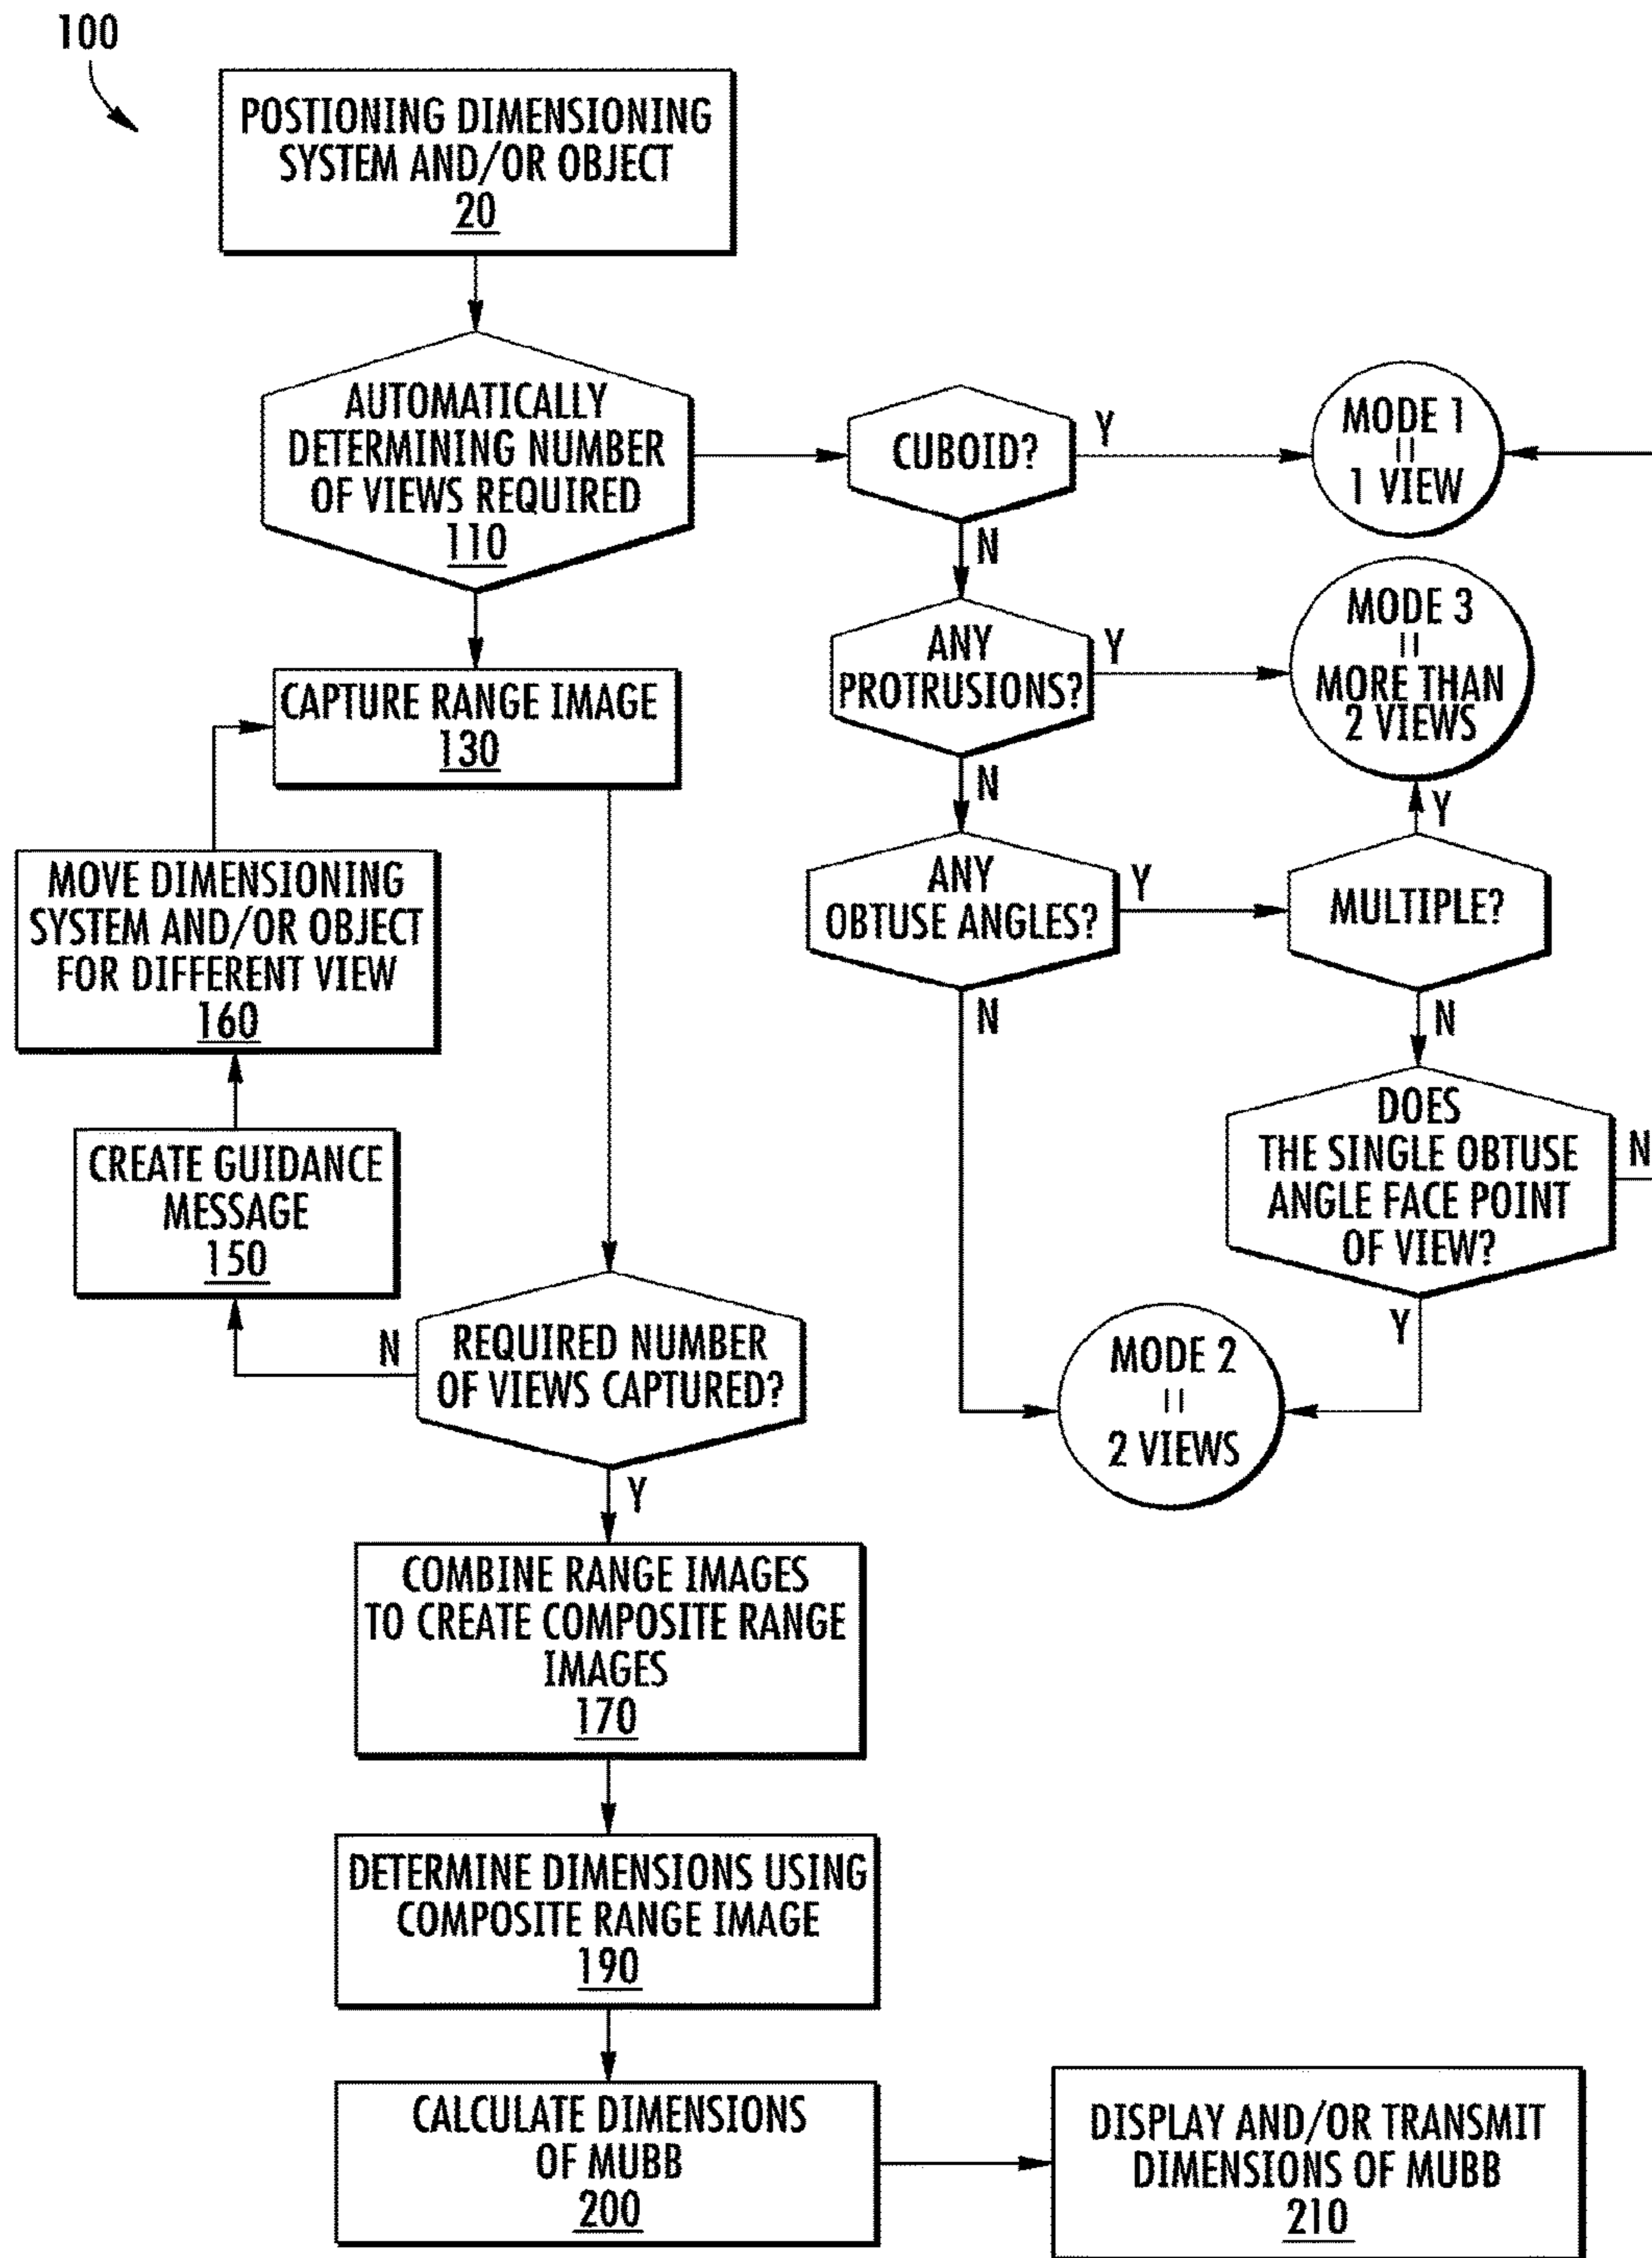 100
POSTIONING DIMENSIONING
SYSTEM AND/OR OBJECT
20
AUTOMATICALLY
DETERMINING NUMBER
OF VIEWS REQUIRED
110
CUBOID?
Y
N
MODE 1
=
1 VIEW
ANY
PROTRUSIONS?
Y
N
MODE 3
=
MORE THAN
2 VIEWS
CAPTURE RANGE IMAGE
130
ANY
OBTUSE ANGLES?
Y
N
MULTIPLE?
Y
N
MOVE DIMENSIONING
SYSTEM AND/OR OBJECT
FOR DIFFERENT VIEW
160
DOES
THE SINGLE OBTUSE
ANGLE FACE POINT
OF VIEW?
N
Y
CREATE GUIDANCE
MESSAGE
150
REQUIRED NUMBER
OF VIEWS CAPTURED?
N
Y
MODE 2
=
2 VIEWS
COMBINE RANGE IMAGES
TO CREATE COMPOSITE RANGE
IMAGES
170
DETERMINE DIMENSIONS USING
COMPOSITE RANGE IMAGE
190
CALCULATE DIMENSIONS
OF MUBB
200
DISPLAY AND/OR TRANSMIT
DIMENSIONS OF MUBB
210